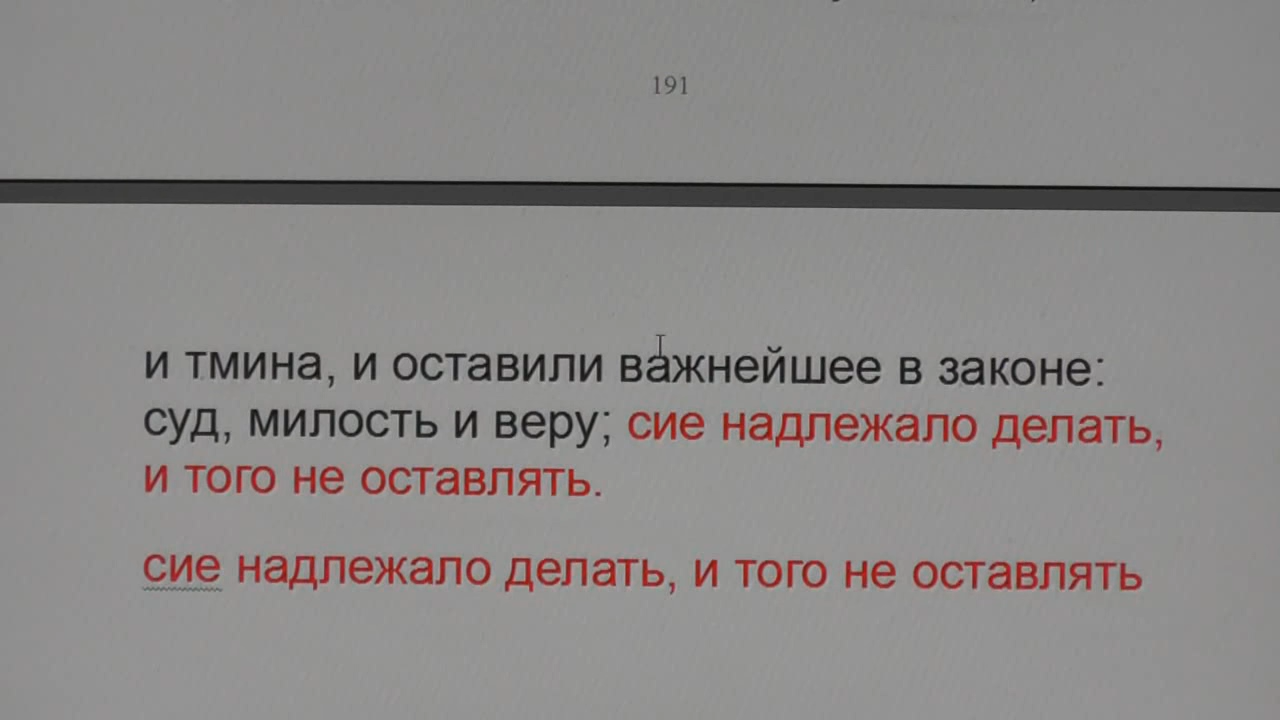 191
и тмина, и оставили важнейшее в законе:
суд, милость и веру; сие надлежало делать,
и того не оставлять.
сие надлежало делать, и того не оставлять